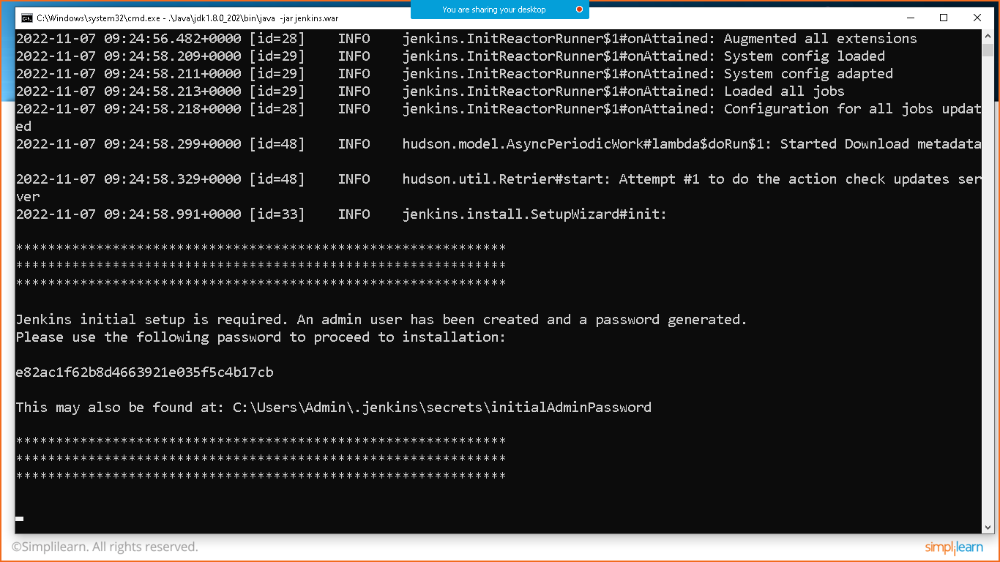 You are sharing your desktop
C:\Windows\system32\cmd.exe - .\Java\jdk1.8.0_202\bin\java -jar jenkins.war
2022-11-07 09:24:56.482+0000 [id=28] INFO jenkins.InitReactorRunner$1#onAttained: Augmented all extensions
2022-11-07 09:24:58.209+0000 [id=29] INFO jenkins.InitReactorRunner$1#onAttained: System config loaded
2022-11-07 09:24:58.211+0000 [id=29] INFO jenkins.InitReactorRunner$1#onAttained: System config adapted
2022-11-07 09:24:58.213+0000 [id=29] INFO jenkins.InitReactorRunner$1#onAttained: Loaded all jobs
2022-11-07 09:24:58.218+0000 [id=28] INFO jenkins.InitReactorRunner$1#onAttained: Configuration for all jobs updat
ed
2022-11-07 09:24:58.299+0000 [id=48] INFO hudson.model.AsyncPeriodicWork#lambda$doRun$1: Started Download metadata
2022-11-07 09:24:58.329+0000 [id=48] INFO hudson.util.Retrier#start: Attempt #1 to do the action check updates ser
ver
2022-11-07 09:24:58.991+0000 [id=33] INFO jenkins.install.SetupWizard#init:
*************************************************************
*************************************************************
*************************************************************
Jenkins initial setup is required. An admin user has been created and a password generated.
Please use the following password to proceed to installation:
e82ac1f62b8d4663921e035f5c4b17cb
This may also be found at: C:\Users\Admin\.jenkins\secrets\initialAdminPassword
*************************************************************
*************************************************************
*************************************************************
©Simplilearn. All rights reserved.
simplilearn